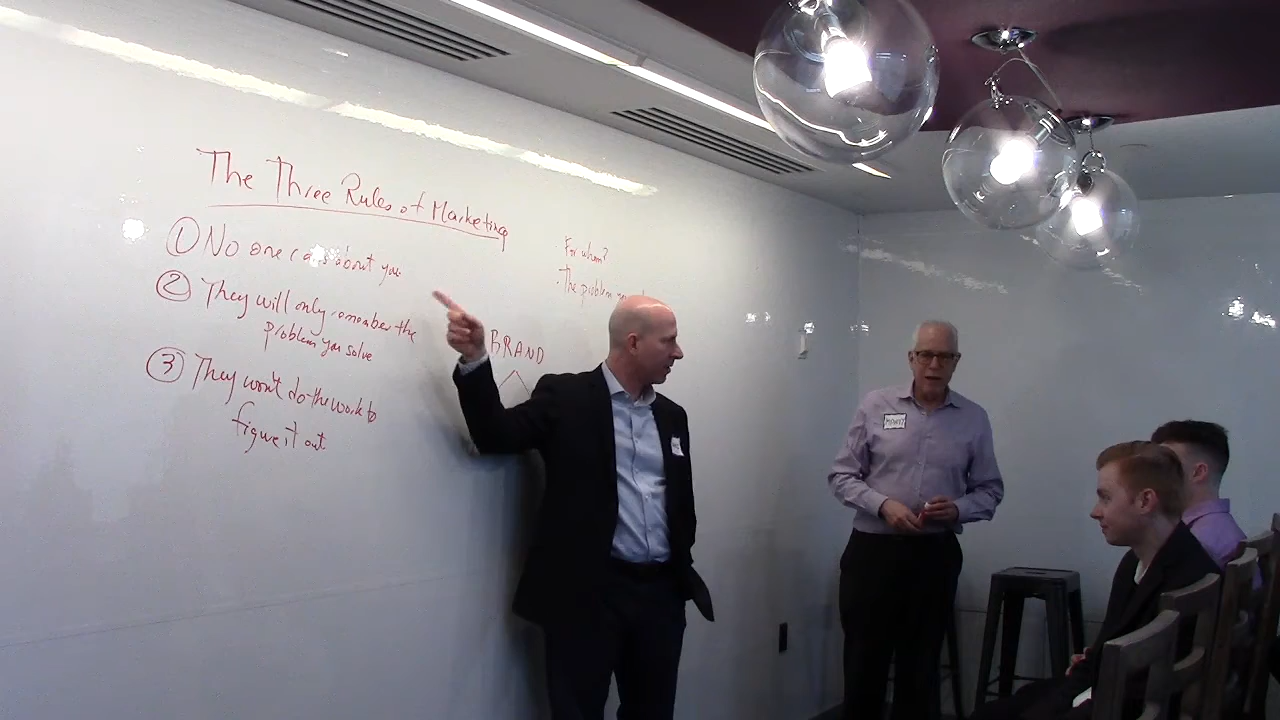 The Three Rules of Marketing
① No one cares about you
② They will only remember the
problem you solve
③ They won't do the work to
figure it out
For whom?
• The problem
BRAND